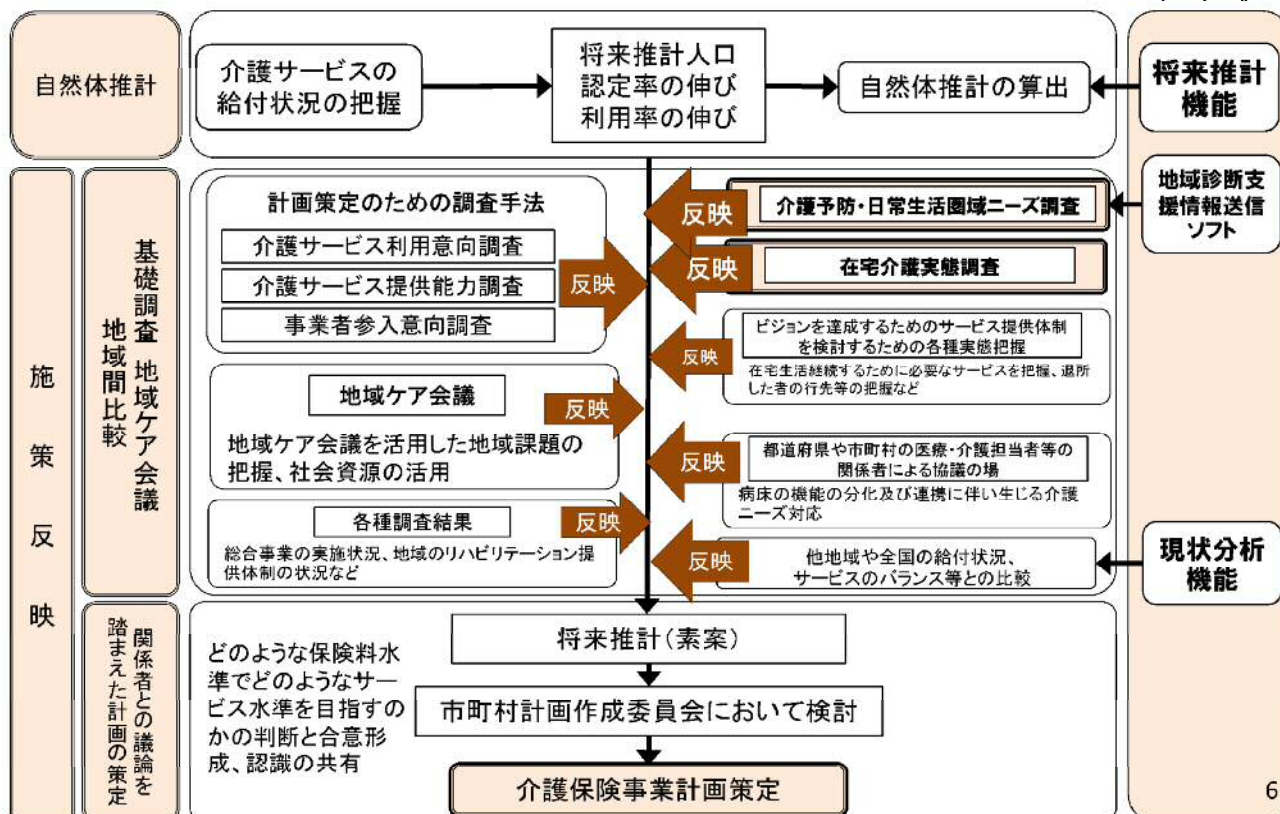 自然体推計
介護サービスの
給付状況の把握
将来推計人口
認定率の伸び
利用率の伸び
自然体推計の算出
将来推計
機能
施策反映
基礎調査 地域ケア会議
地域間比較
計画策定のための調査手法
介護サービス利用意向調査
介護サービス提供能力調査
事業者参入意向調査
反映
反映
介護予防・日常生活圏域ニーズ調査
地域診断支
援情報送信
ソフト
反映
在宅介護実態調査
反映
ビジョンを達成するためのサービス提供体制
を検討するための各種実態把握
在宅生活継続するために必要なサービスを把握、退所
した者の行先等の把握など
地域ケア会議
反映
地域ケア会議を活用した地域課題の
把握、社会資源の活用
反映
都道府県や市町村の医療・介護担当者等の
関係者による協議の場
病床の機能の分化及び連携に伴い生じる介護
ニーズ対応
各種調査結果
反映
総合事業の実施状況、地域のリハビリテーション提
供体制の状況など
反映
他地域や全国の給付状況、
サービスのバランス等との比較
現状分析
機能
関係者との議論を
踏まえた計画の策定
どのような保険料水
準でどのようなサー
ビス水準を目指すの
かの判断と合意形
成、認識の共有
将来推計(素案)
市町村計画作成委員会において検討
介護保険事業計画策定
6